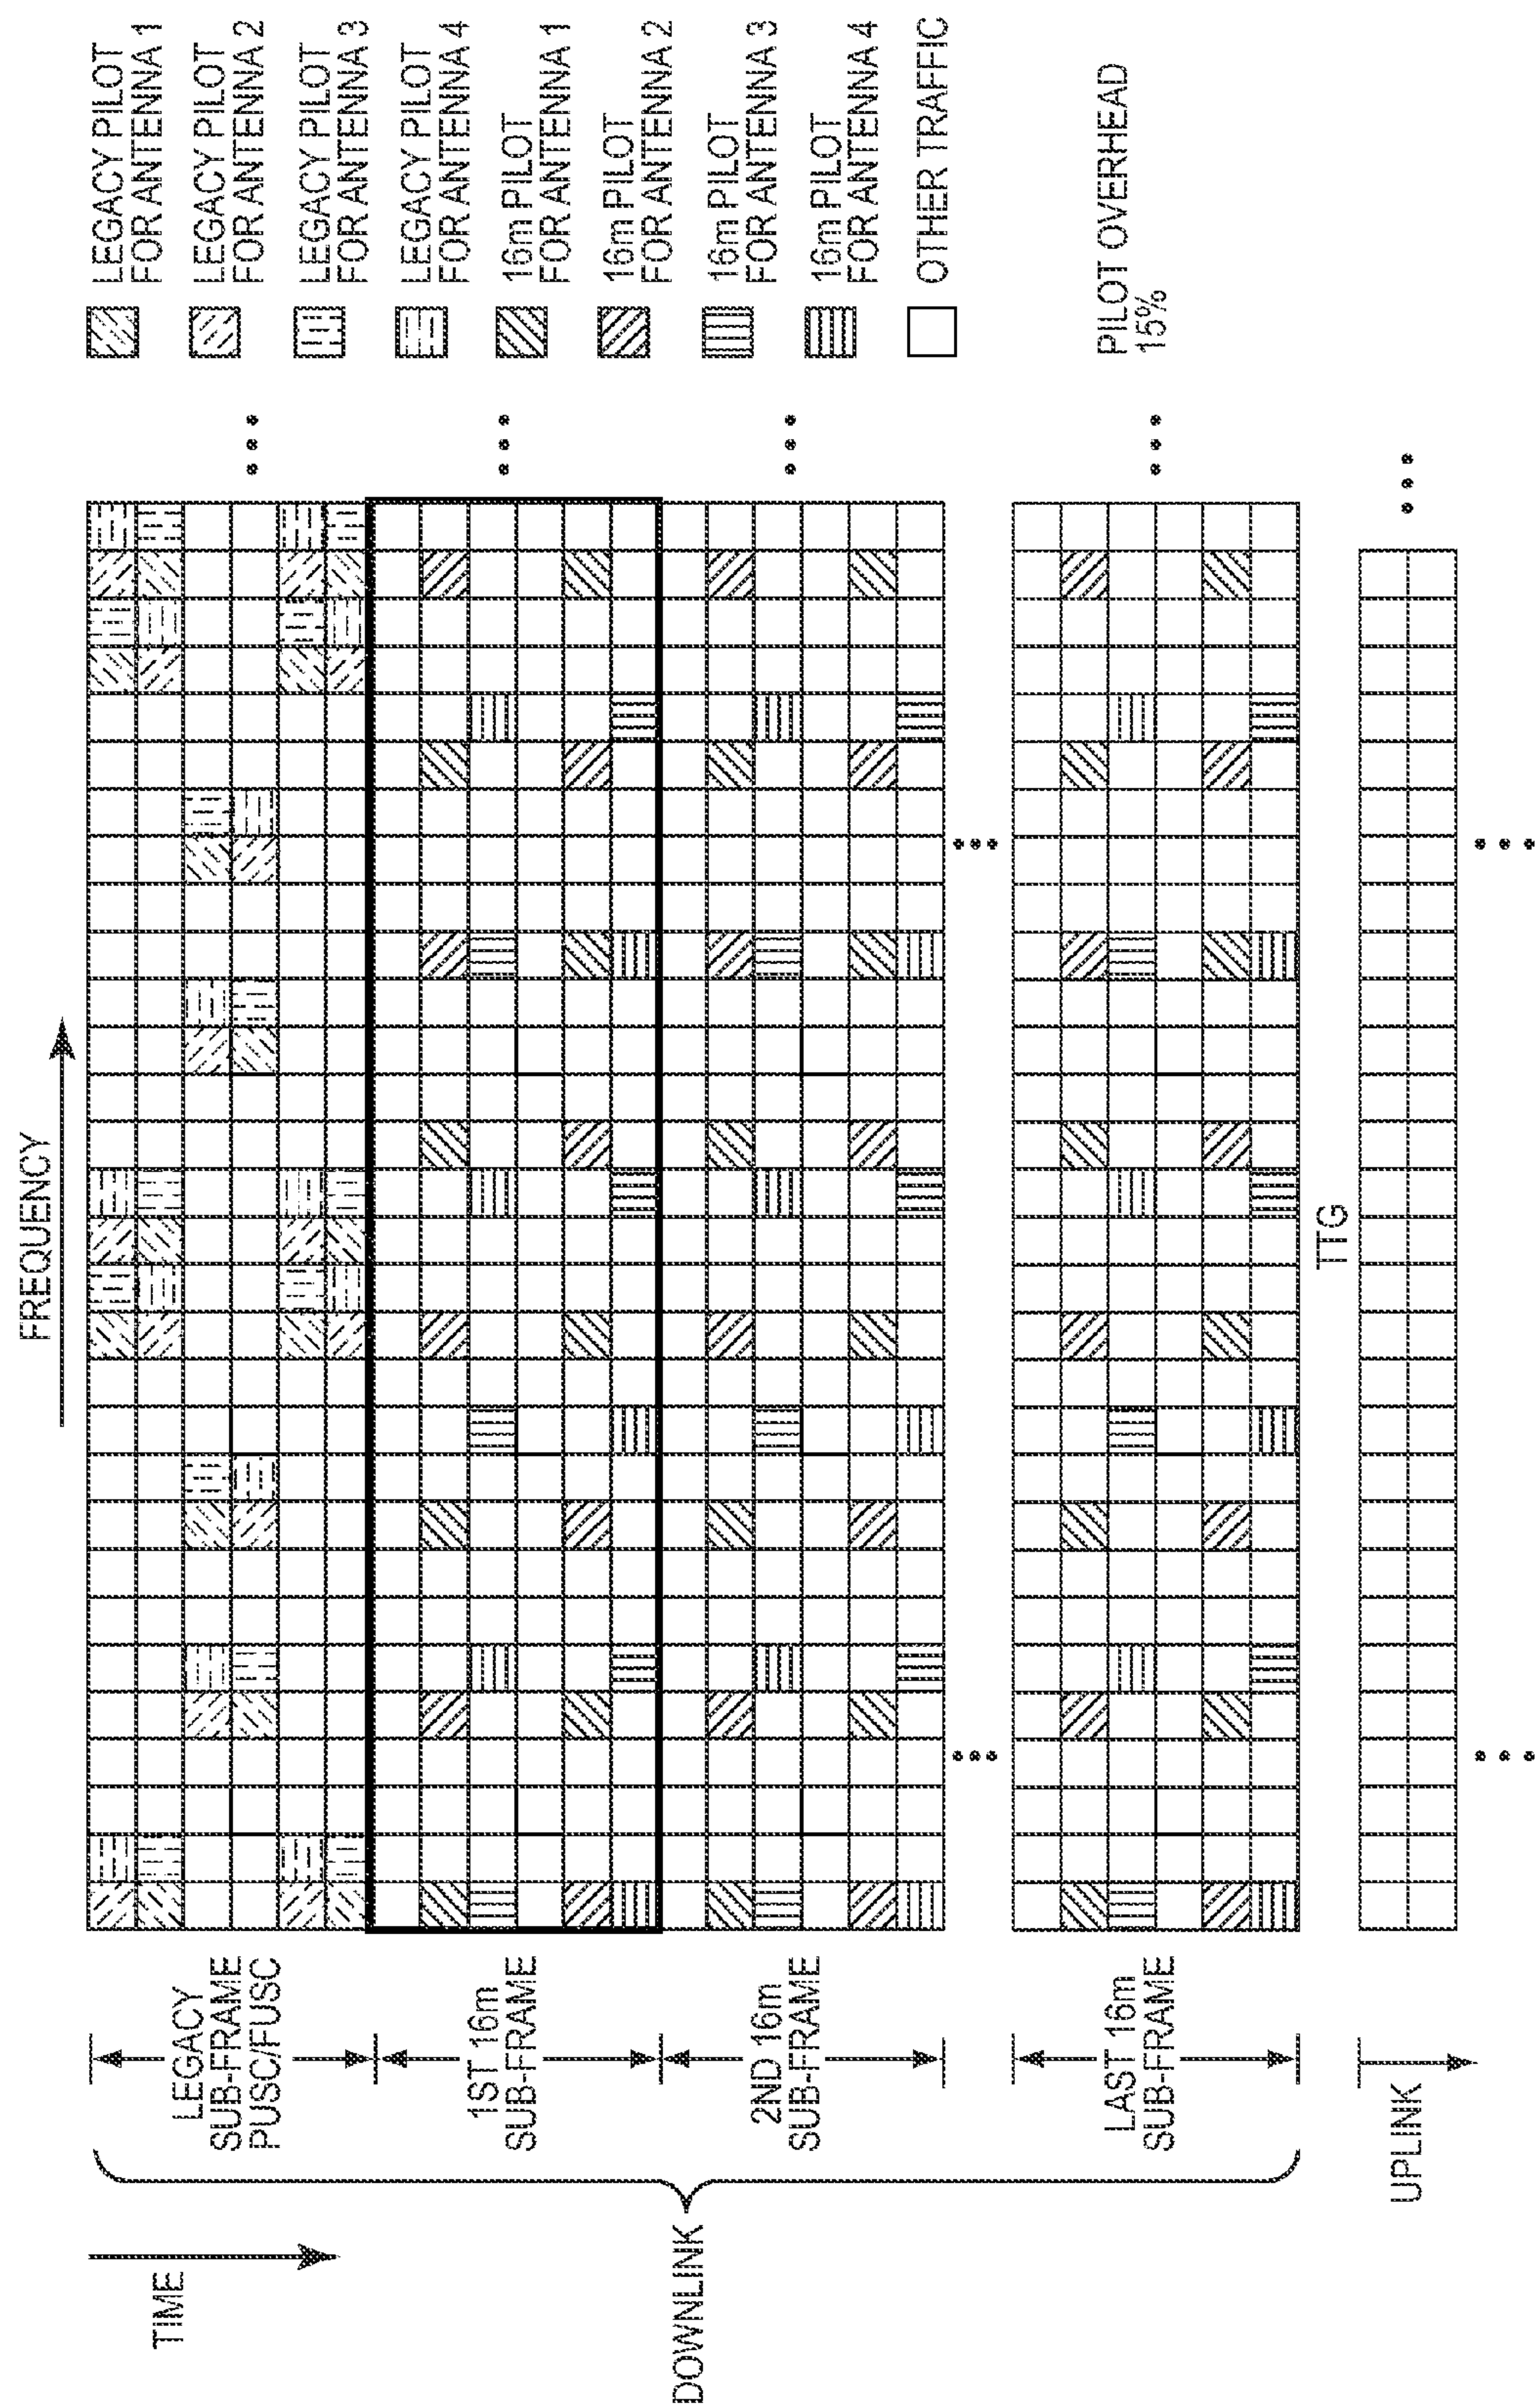 FREQUENCY
TIME
DOWNLINK
LEGACY
SUB-FRAME
PUSC/FUSC
1ST 16m
SUB-FRAME
2ND 16m
SUB-FRAME
LAST 16m
SUB-FRAME
TTG
UPLINK
LEGACY PILOT
FOR ANTENNA 1
LEGACY PILOT
FOR ANTENNA 2
LEGACY PILOT
FOR ANTENNA 3
LEGACY PILOT
FOR ANTENNA 4
16m PILOT
FOR ANTENNA 1
16m PILOT
FOR ANTENNA 2
16m PILOT
FOR ANTENNA 3
16m PILOT
FOR ANTENNA 4
OTHER TRAFFIC
PILOT OVERHEAD
15%